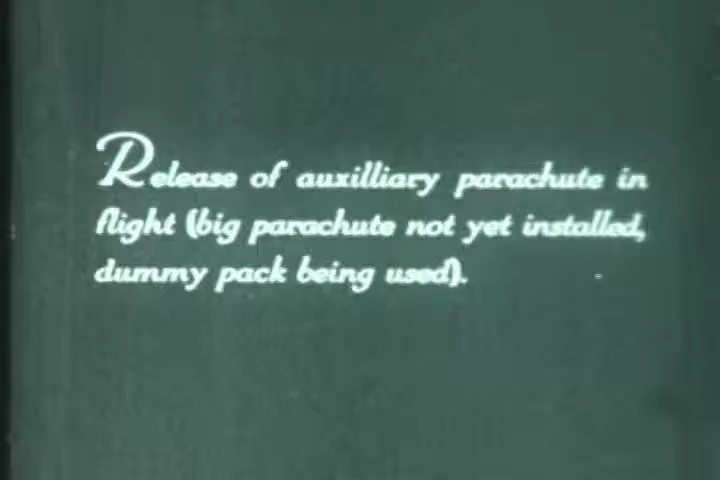 Release of auxilliary parachute in
flight (big parachute not yet installed,
dummy pack being used).